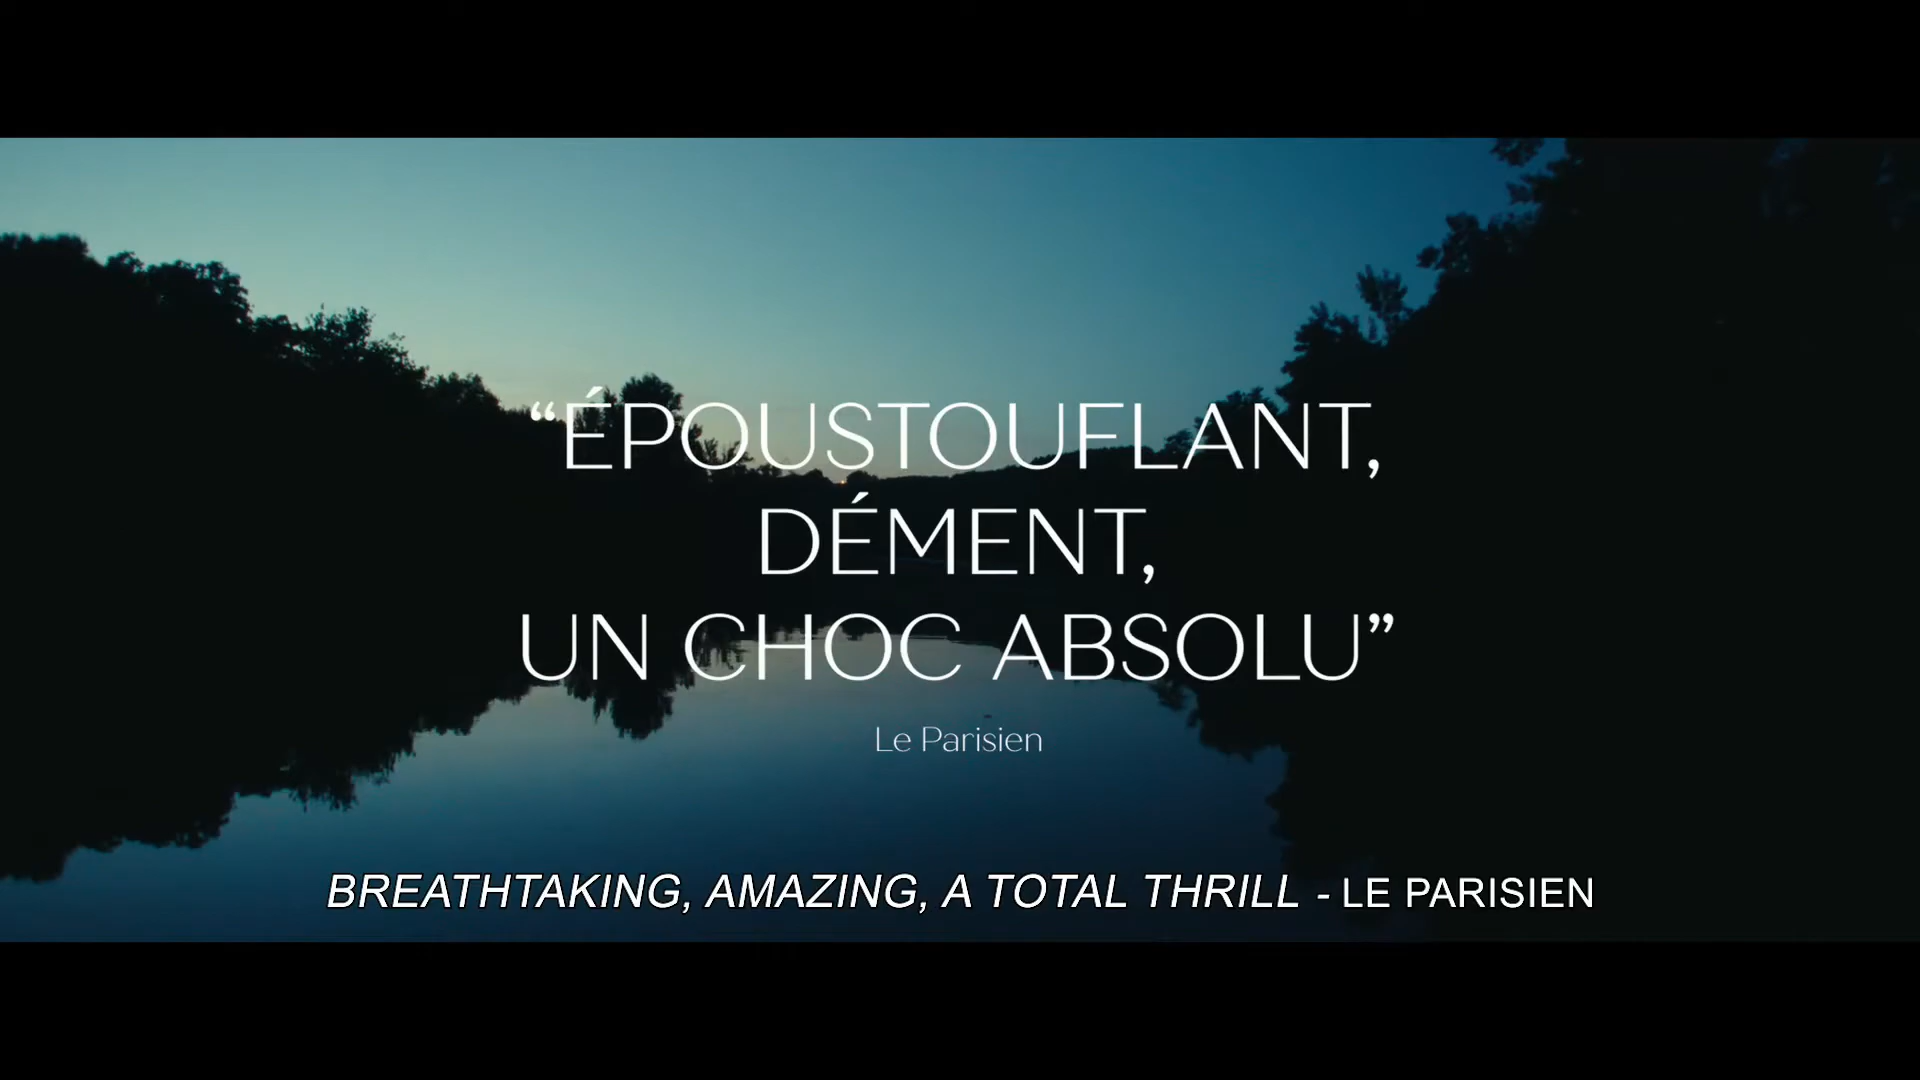 “ÉPOUSTOUFLANT,
DÉMENT,
UN CHOC ABSOLU”
Le Parisien
BREATHTAKING, AMAZING, A TOTAL THRILL - LE PARISIEN